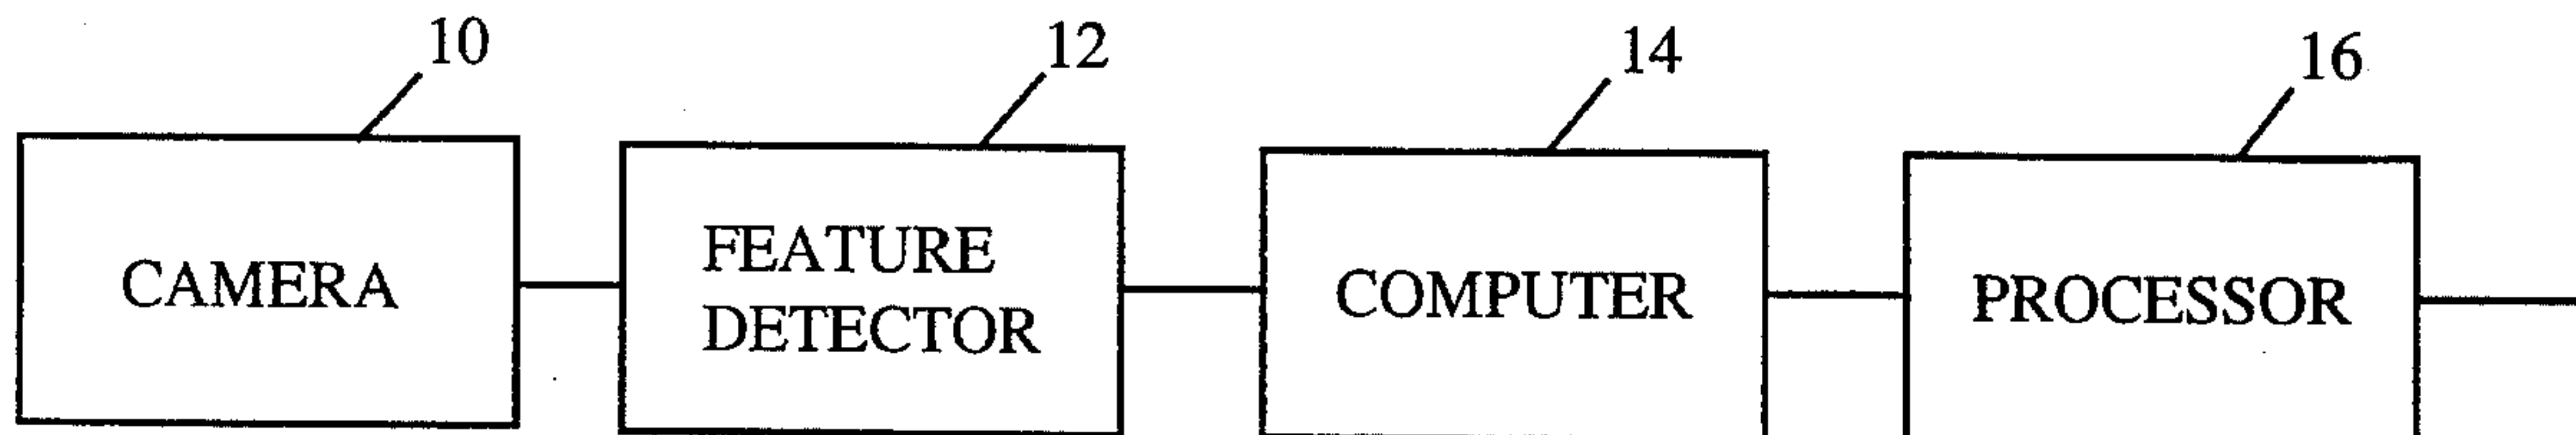 10
12
14
16
CAMERA
FEATURE
DETECTOR
COMPUTER
PROCESSOR